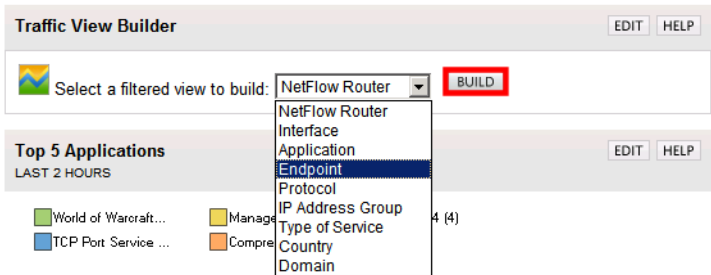 Traffic View Builder EDIT HELP
Select a filtered view to build: NetFlow Router BUILD
NetFlow Router
Interface
Application
Endpoint
Protocol
IP Address Group
Type of Service
Country
Domain
Top 5 Applications EDIT HELP
LAST 2 HOURS
World of Warcraft... 4 (4)
TCP Port Service ...